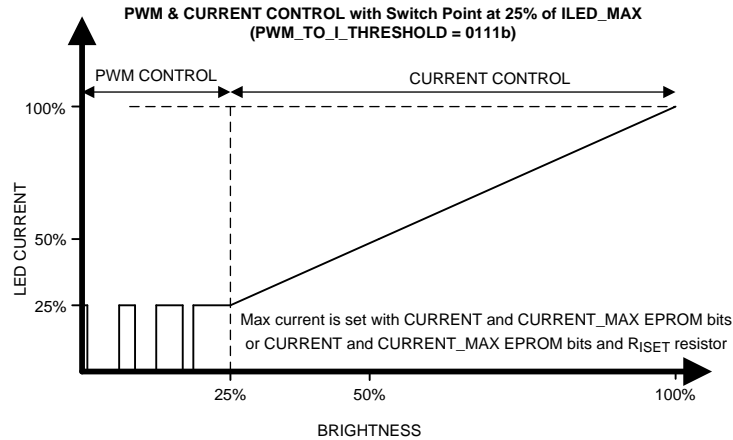 PWM & CURRENT CONTROL with Switch Point at 25% of ILED_MAX
(PWM_TO_I_THRESHOLD = 0111b)
PWM CONTROL
CURRENT CONTROL
100%
50%
25%
LED CURRENT
Max current is set with CURRENT and CURRENT_MAX EPROM bits
or CURRENT and CURRENT_MAX EPROM bits and RISET resistor
25%
50%
100%
BRIGHTNESS